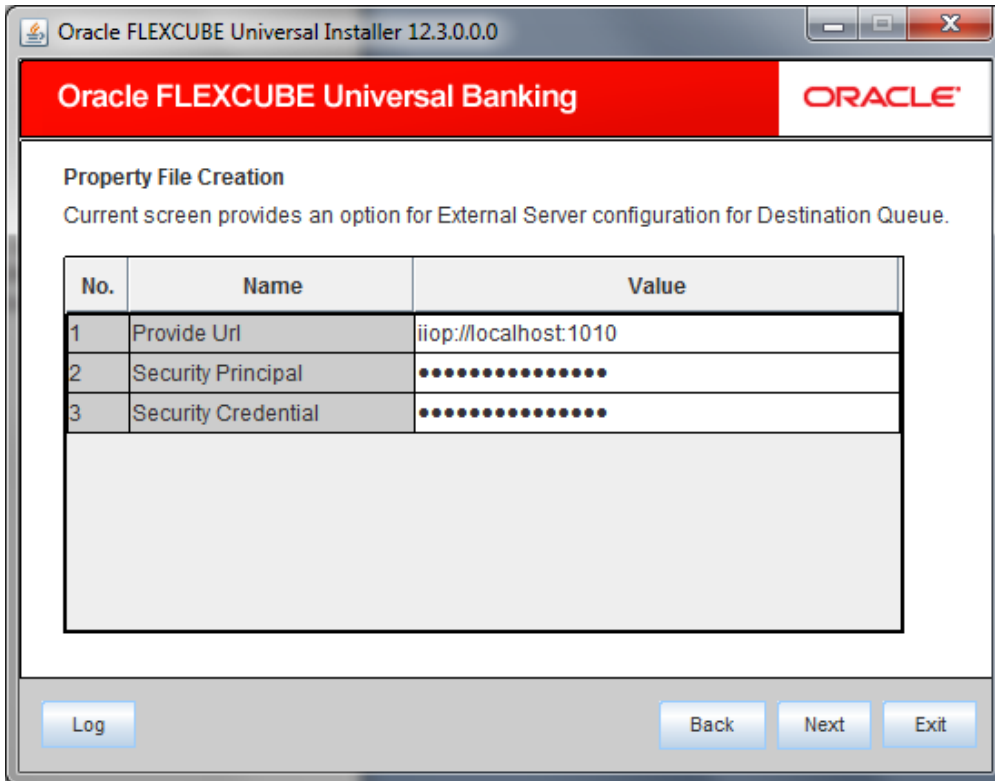 Oracle FLEXCUBE Universal Installer 12.3.0.0.0
Oracle FLEXCUBE Universal Banking
ORACLE
Property File Creation
Current screen provides an option for External Server configuration for Destination Queue.
No. Name Value
1 Provide Url iiop://localhost:1010
2 Security Principal •••••••••••••••
3 Security Credential •••••••••••••••
Log Back Next Exit